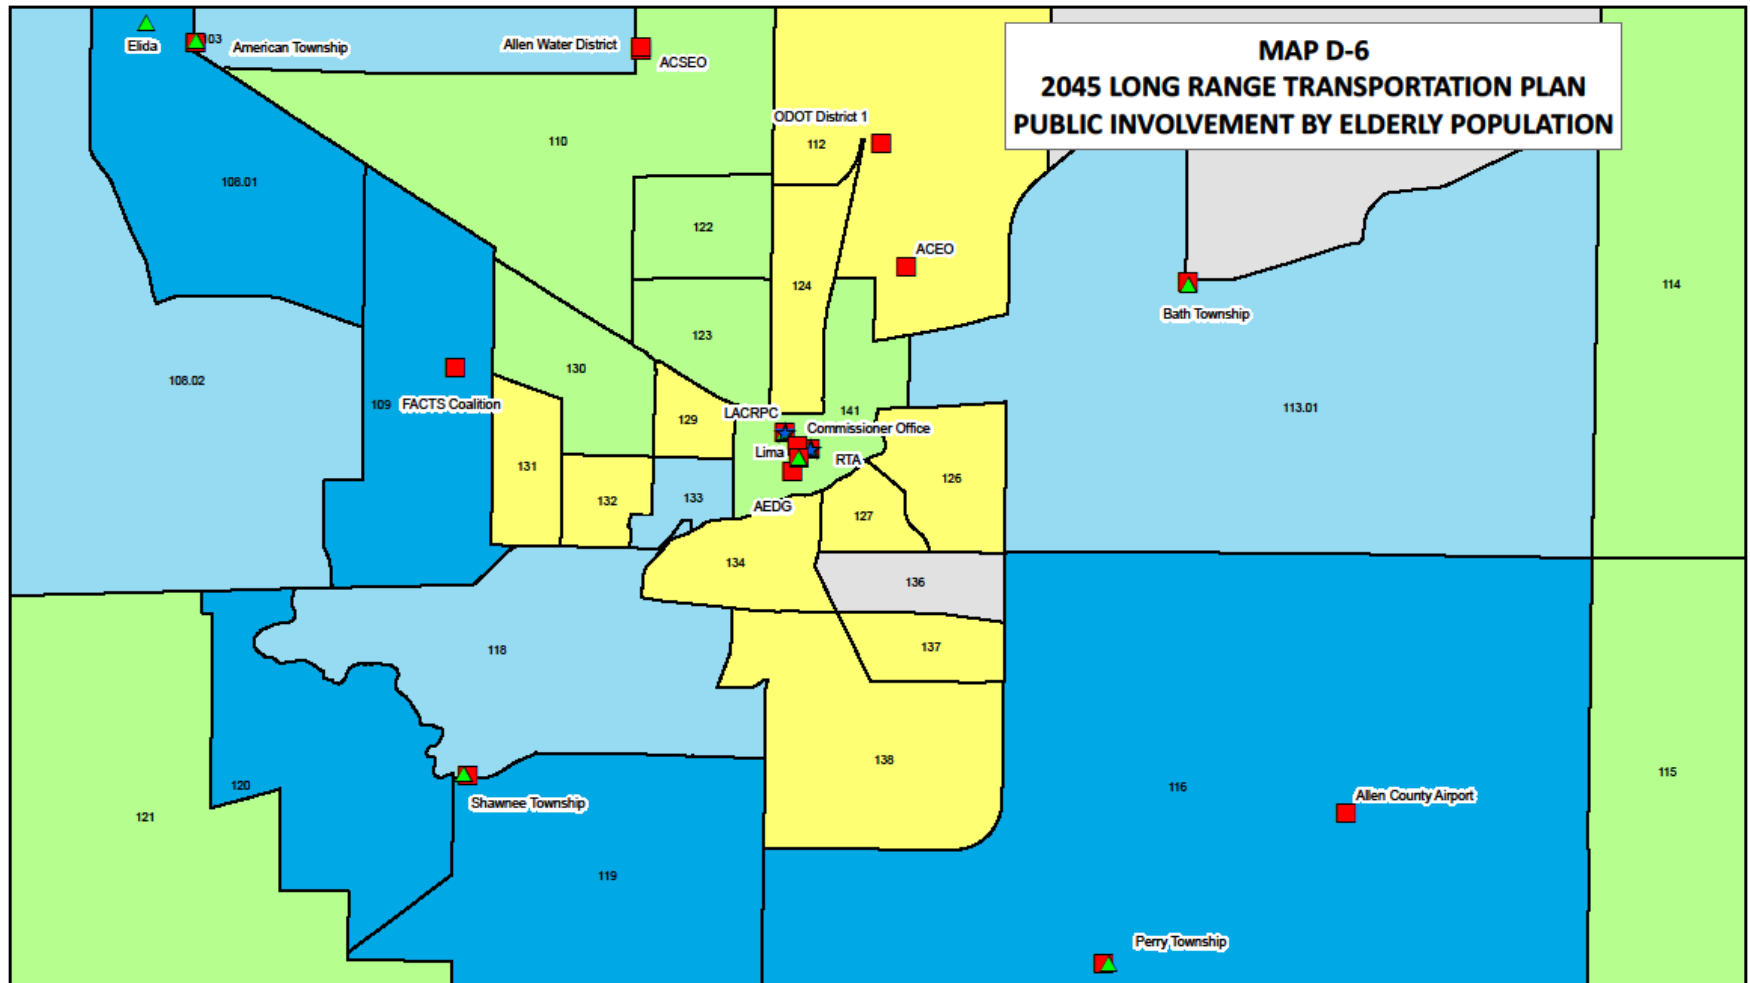 MAP D-6
2045 LONG RANGE TRANSPORTATION PLAN
PUBLIC INVOLVEMENT BY ELDERLY POPULATION
Elida
03
American Township
Allen Water District
ACSEO
ODOT District 1
112
110
108.01
122
ACEO
124
114
Bath Township
123
130
108.02
109
FACTS Coalition
113.01
LACRPC
141
129
Commissioner Office
Lima
RTA
131
126
132
133
AEDG
127
134
136
137
118
138
120
116
115
Allen County Airport
Shawnee Township
121
119
Perry Township